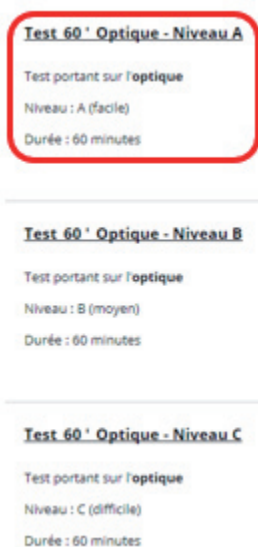 Test 60' Optique - Niveau A
Test portant sur l'optique
Niveau : A (facile)
Durée : 60 minutes
Test 60' Optique - Niveau B
Test portant sur l'optique
Niveau : B (moyen)
Durée : 60 minutes
Test 60' Optique - Niveau C
Test portant sur l'optique
Niveau : C (difficile)
Durée : 60 minutes